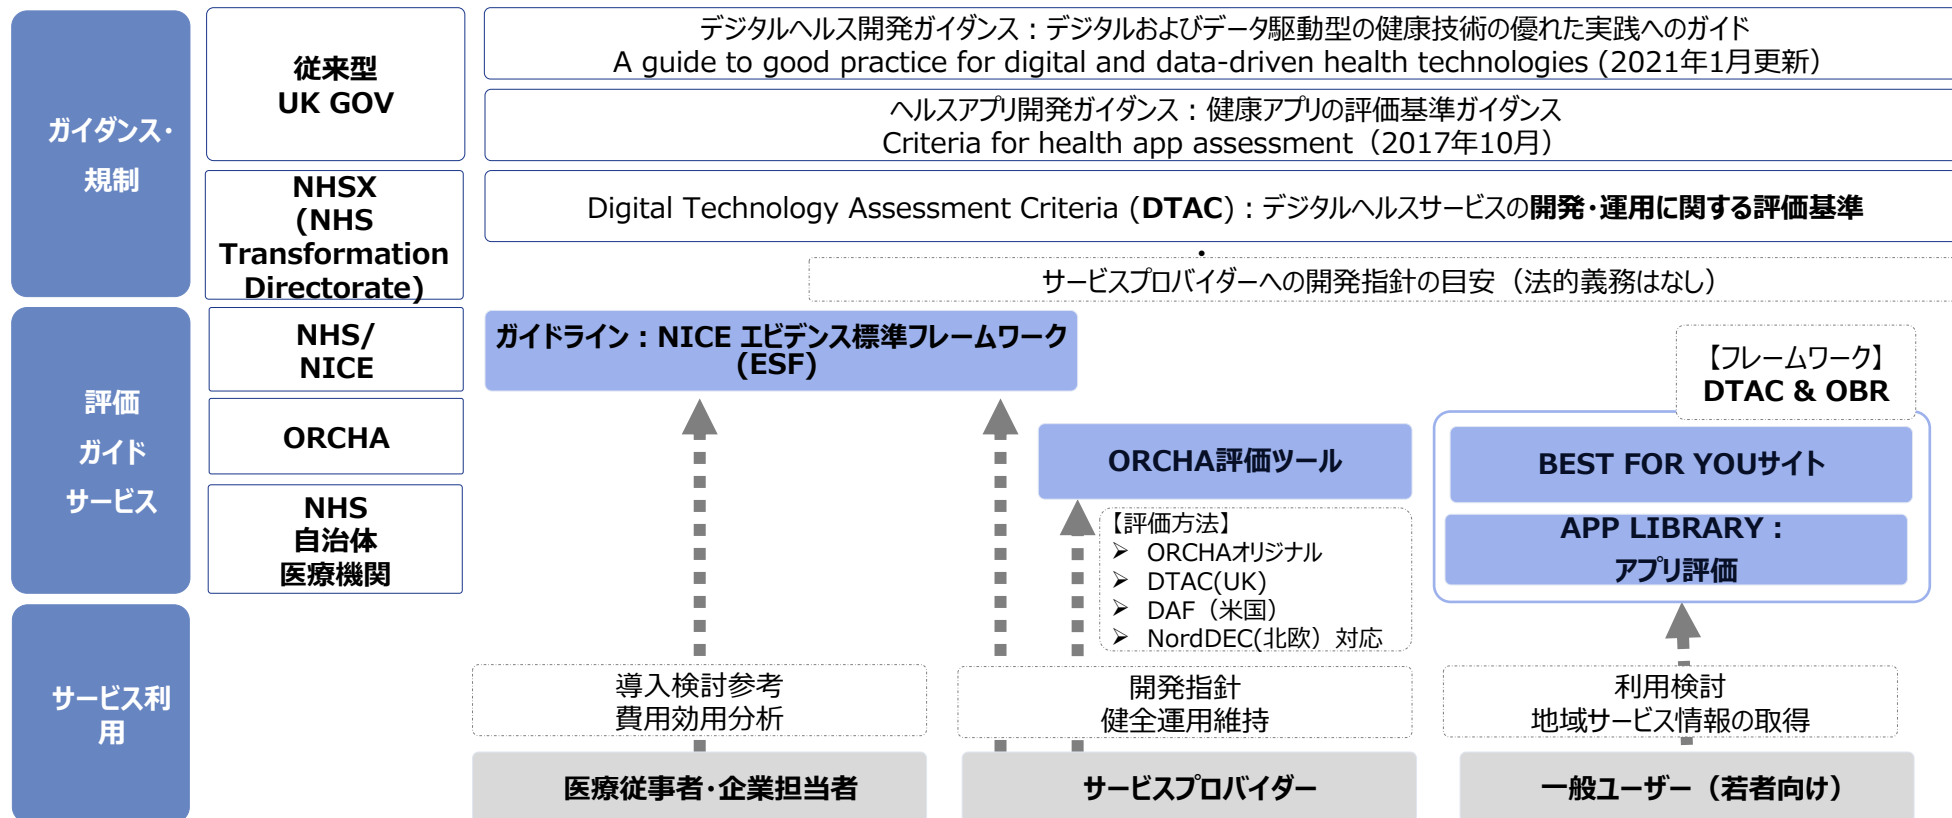 ガイダンス・
規制
従来型
UK GOV
デジタルヘルス開発ガイダンス：デジタルおよびデータ駆動型の健康技術の優れた実践へのガイド
A guide to good practice for digital and data-driven health technologies (2021年1月更新）
ヘルスアプリ開発ガイダンス：健康アプリの評価基準ガイダンス
Criteria for health app assessment（2017年10月）
NHSX
(NHS
Transformation
Directorate)
Digital Technology Assessment Criteria (DTAC)：デジタルヘルスサービスの開発・運用に関する評価基準
・
サービスプロバイダーへの開発指針の目安（法的義務はなし）
評価
ガイド
サービス
NHS/
NICE
ガイドライン：NICE エビデンス標準フレームワーク
(ESF)
【フレームワーク】
DTAC & OBR
ORCHA
ORCHA評価ツール
BEST FOR YOUサイト
NHS
自治体
医療機関
【評価方法】
➢ ORCHAオリジナル
➢ DTAC(UK)
➢ DAF（米国）
➢ NordDEC(北欧）対応
APP LIBRARY：
アプリ評価
サービス利
用
導入検討参考
費用効用分析
開発指針
健全運用維持
利用検討
地域サービス情報の取得
医療従事者・企業担当者
サービスプロバイダー
一般ユーザー（若者向け）